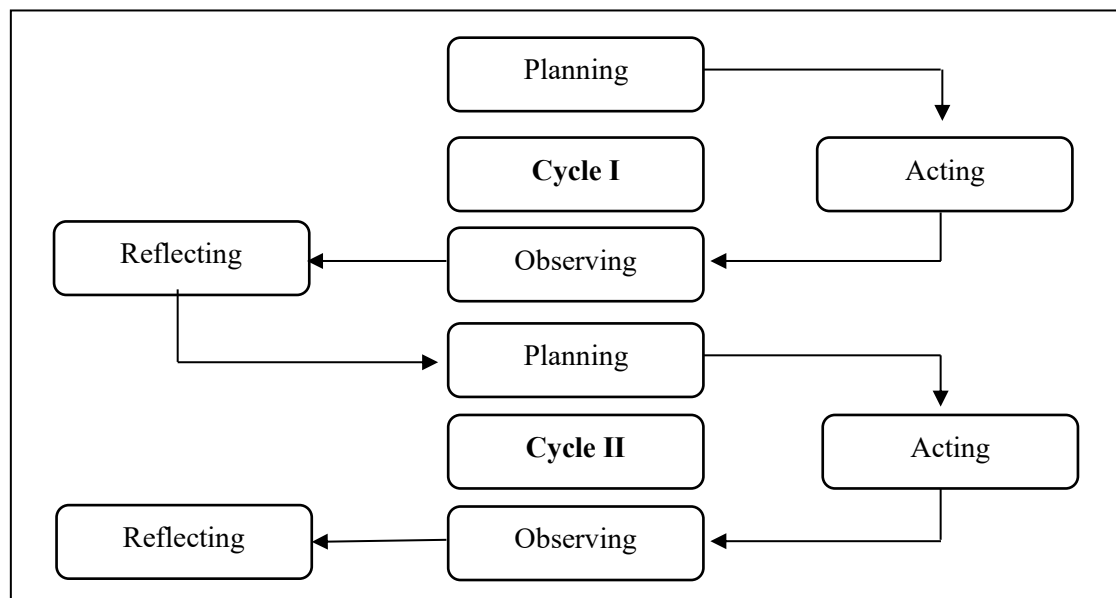 Planning
Cycle I
Acting
Reflecting
Observing
Planning
Cycle II
Acting
Reflecting
Observing